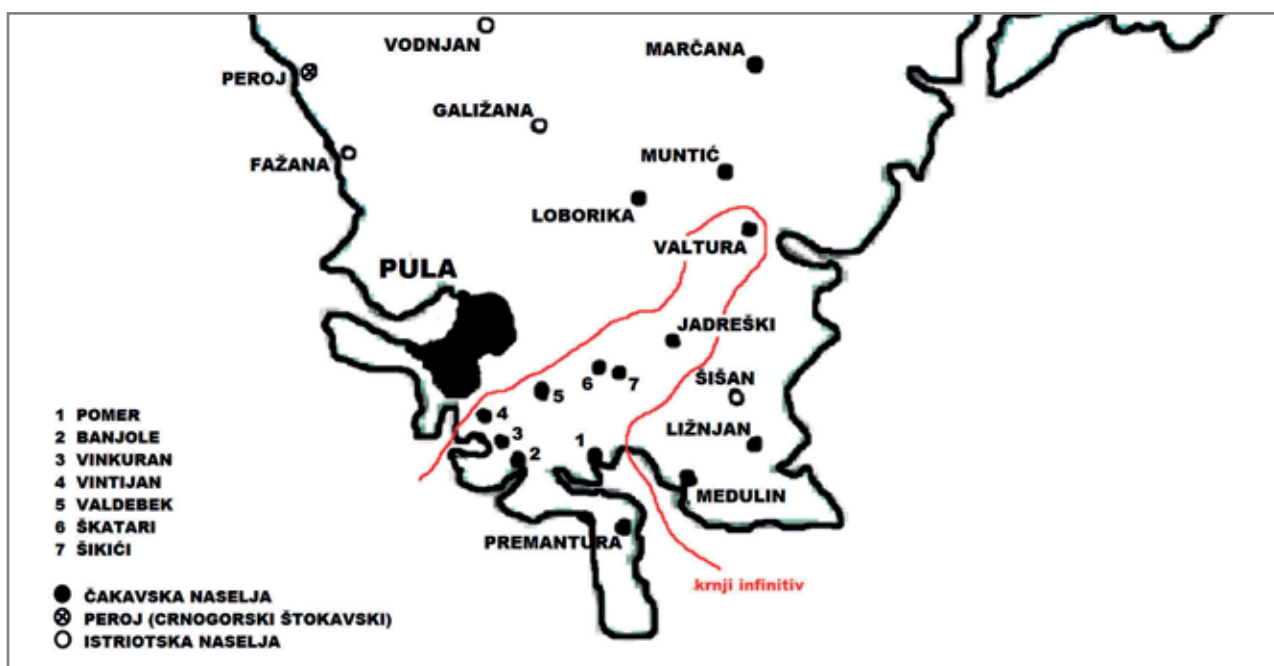 VODNJAN
MARČANA
PEROJ
GALIŽANA
FAŽANA
MUNTIĆ
LOBORIKA
VALTURA
PULA
JADREŠKI
6
7
ŠIŠAN
5
4
LIŽNJAN
3
1
2
MEDULIN
PREMANTURA
krnji infinitiv
1 POMER
2 BANJOLE
3 VINKURAN
4 VINTIJAN
5 VALDEBEK
6 ŠKATARI
7 ŠIKIĆI
ČAKAVSKA NASELJA
PEROJ (CRNOGORSKI ŠTOKAVSKI)
ISTRIOTSKA NASELJA